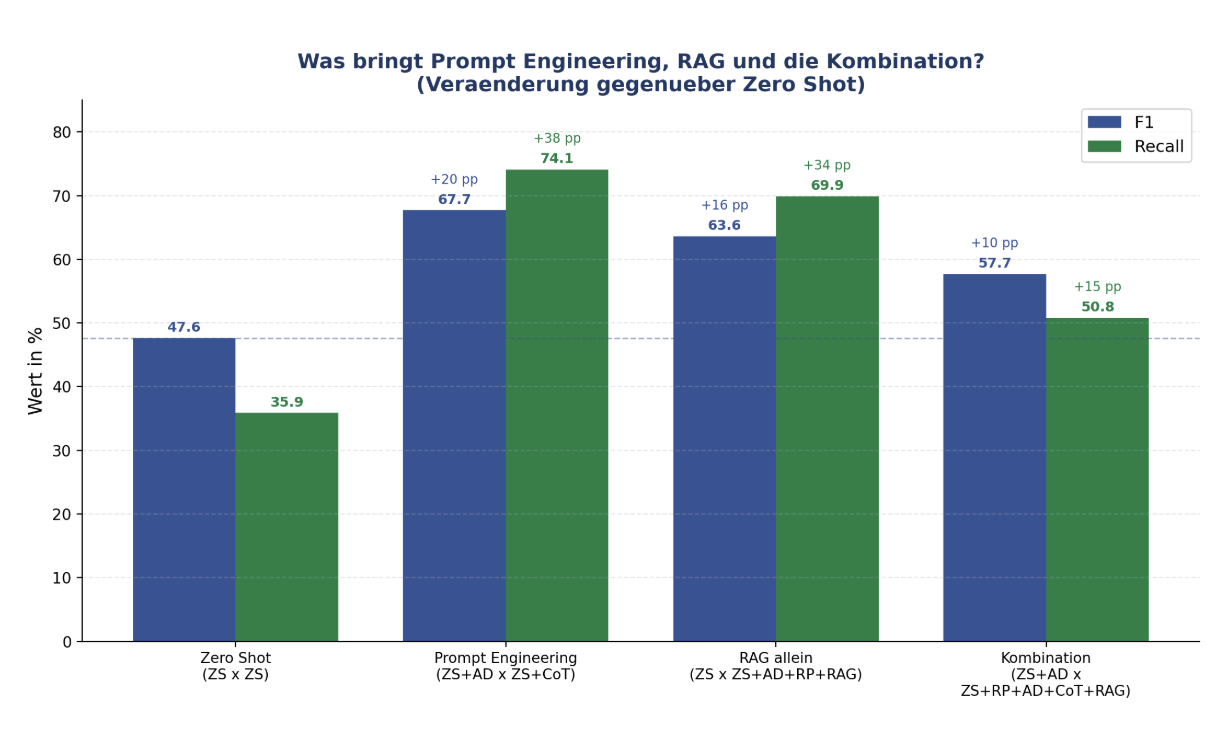 Was bringt Prompt Engineering, RAG und die Kombination?
(Veraenderung gegenueber Zero Shot)
F1
Recall
Wert in %
80
70
60
50
40
30
20
10
0
47.6
35.9
+20 pp
67.7
+38 pp
74.1
+16 pp
63.6
+34 pp
69.9
+10 pp
57.7
+15 pp
50.8
Zero Shot
(ZS x ZS)
Prompt Engineering
(ZS+AD x ZS+CoT)
RAG allein
(ZS x ZS+AD+RP+RAG)
Kombination
(ZS+AD x
ZS+RP+AD+CoT+RAG)